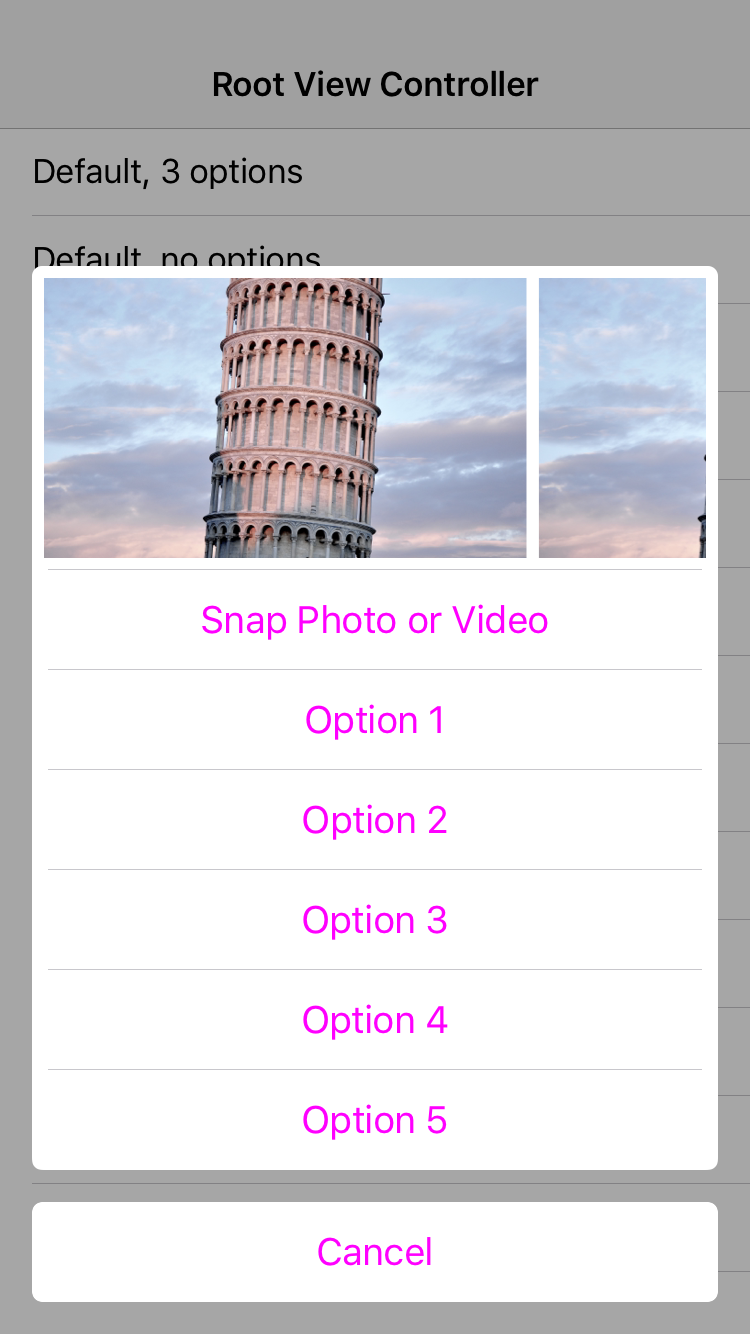 Root View Controller
Default, 3 options
Default, no options
Snap Photo or Video
Option 1
Option 2
Option 3
Option 4
Option 5
Cancel